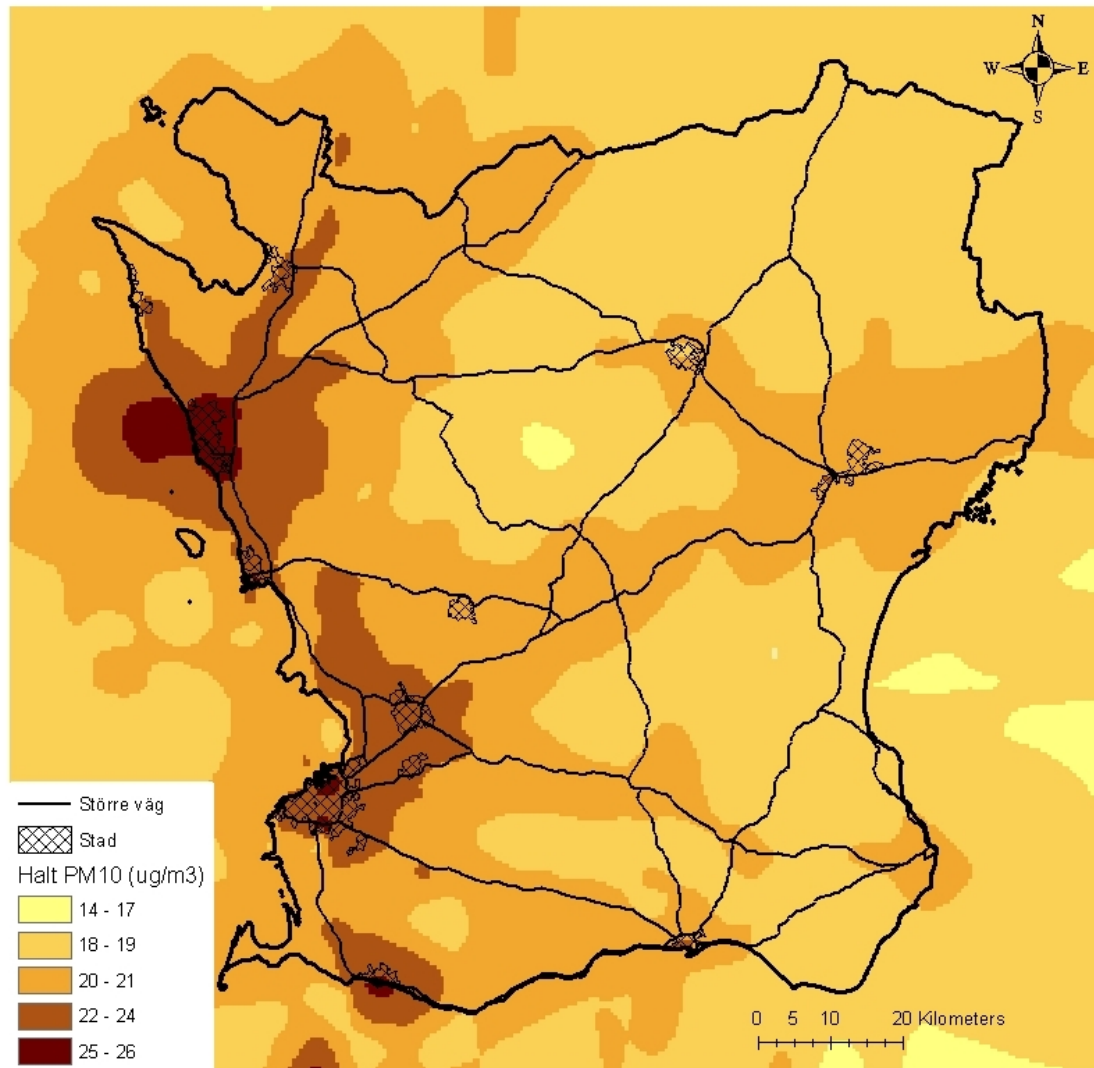 N
W E
S
Större väg
Stad
Halt PM10 (ug/m3)
14 - 17
18 - 19
20 - 21
22 - 24
25 - 26
0 5 10 20 Kilometers